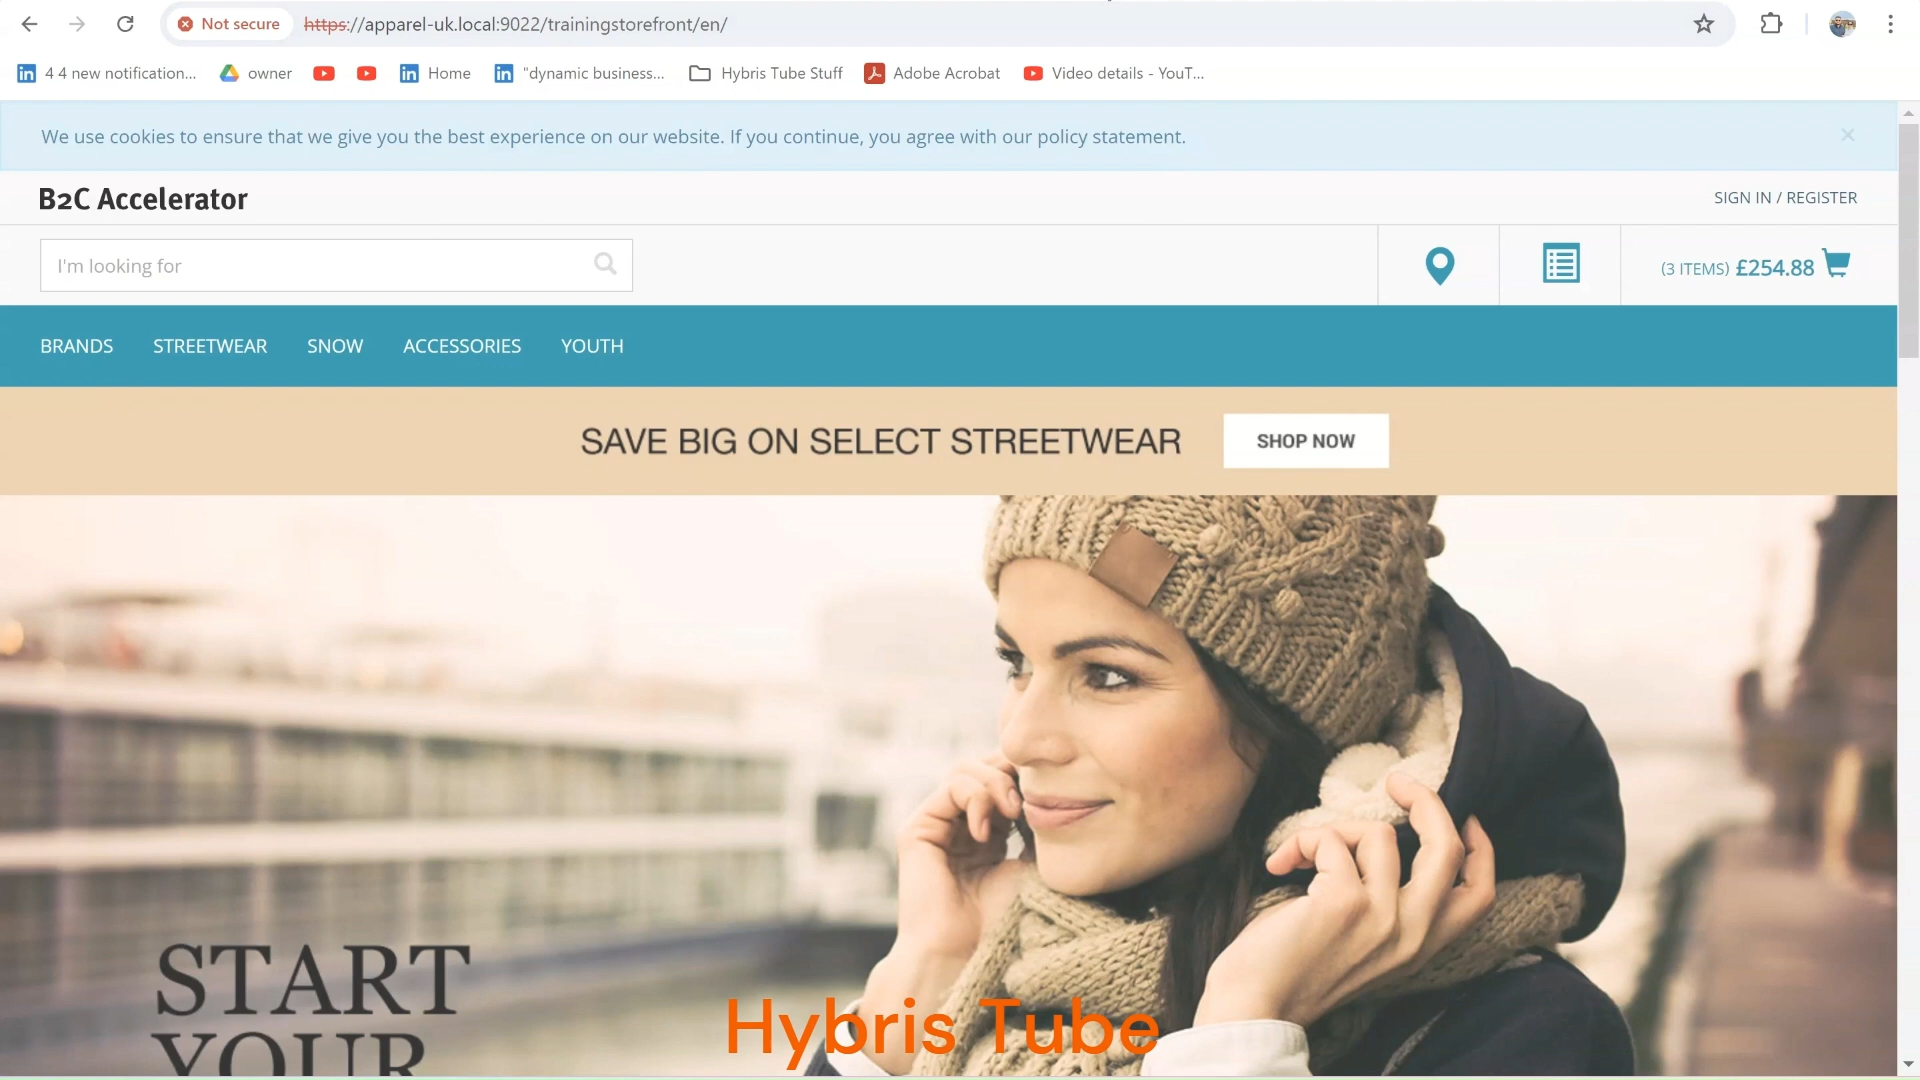 Not secure https://apparel-uk.local:9022/trainingstorefront/en/
4 4 new notification... owner Home "dynamic business... Hybris Tube Stuff Adobe Acrobat Video details - YouT...
We use cookies to ensure that we give you the best experience on our website. If you continue, you agree with our policy statement.
B2C Accelerator
SIGN IN / REGISTER
I'm looking for
(3 ITEMS) £254.88
BRANDS STREETWEAR SNOW ACCESSORIES YOUTH
SAVE BIG ON SELECT STREETWEAR SHOP NOW
START
YOUR
Hybris Tube